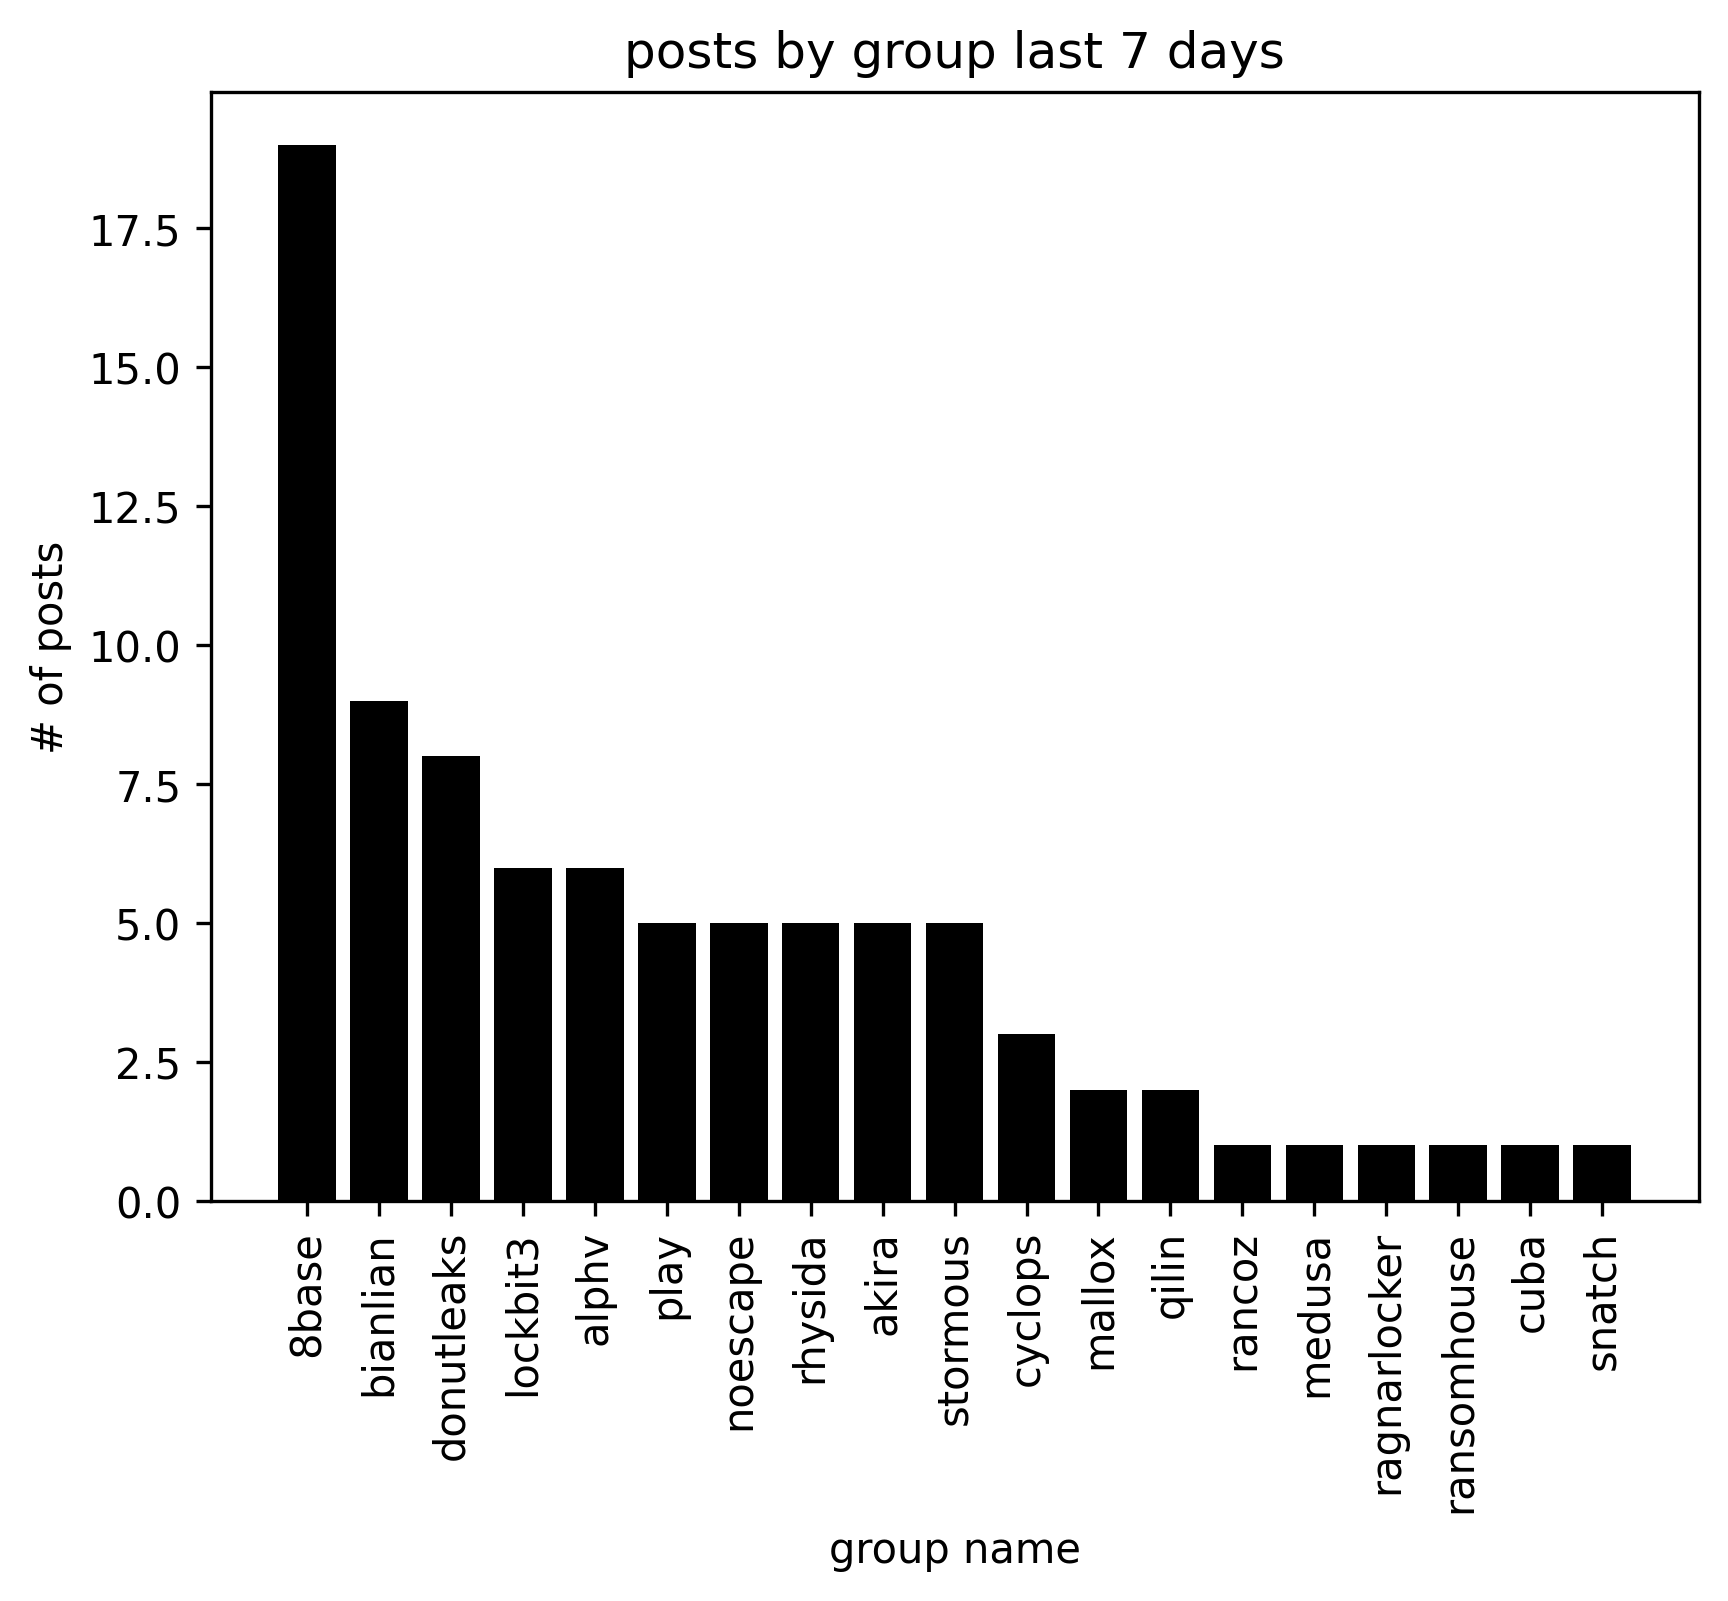 posts by group last 7 days
# of posts
17.5
15.0
12.5
10.0
7.5
5.0
2.5
0.0
8base
bianlian
donutleaks
lockbit3
alphv
play
noescape
rhysida
akira
stormous
cyclops
mallox
qilin
rancoz
medusa
ragnarlocker
ransomhouse
cuba
snatch
group name